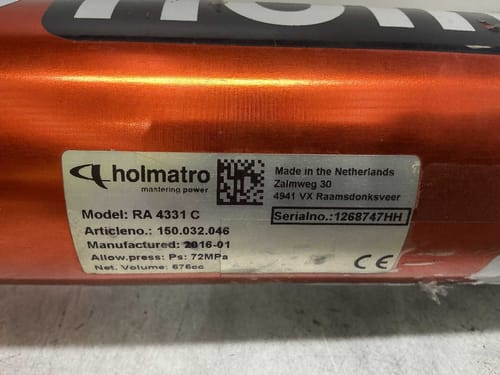 holmatro
mastering power
Made in the Netherlands
Zalmweg 30
4941 VX Raamsdonksveer
Model: RA 4331 C
Serialno.: 1268747HH
Articleno.: 150.032.046
Manufactured: 2016-01
Allow.press: Ps: 72MPa
Net. Volume: 676cc
CE